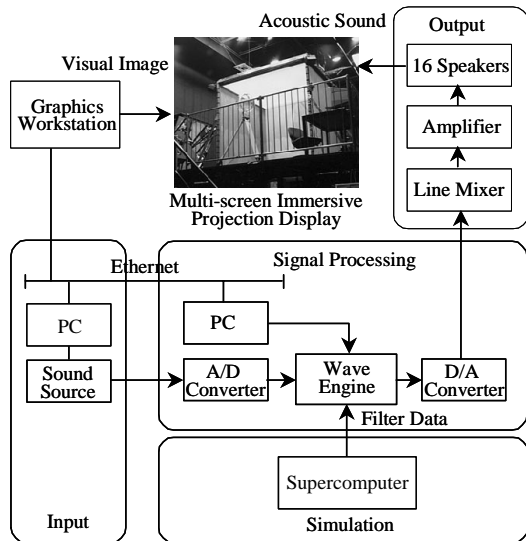 Acoustic Sound
Output
Visual Image
16 Speakers
Graphics
Workstation
Amplifier
Line Mixer
Multi-screen Immersive
Projection Display
Ethernet
Signal Processing
PC
PC
Sound
Source
A/D
Converter
Wave
Engine
D/A
Converter
Filter Data
Supercomputer
Input
Simulation